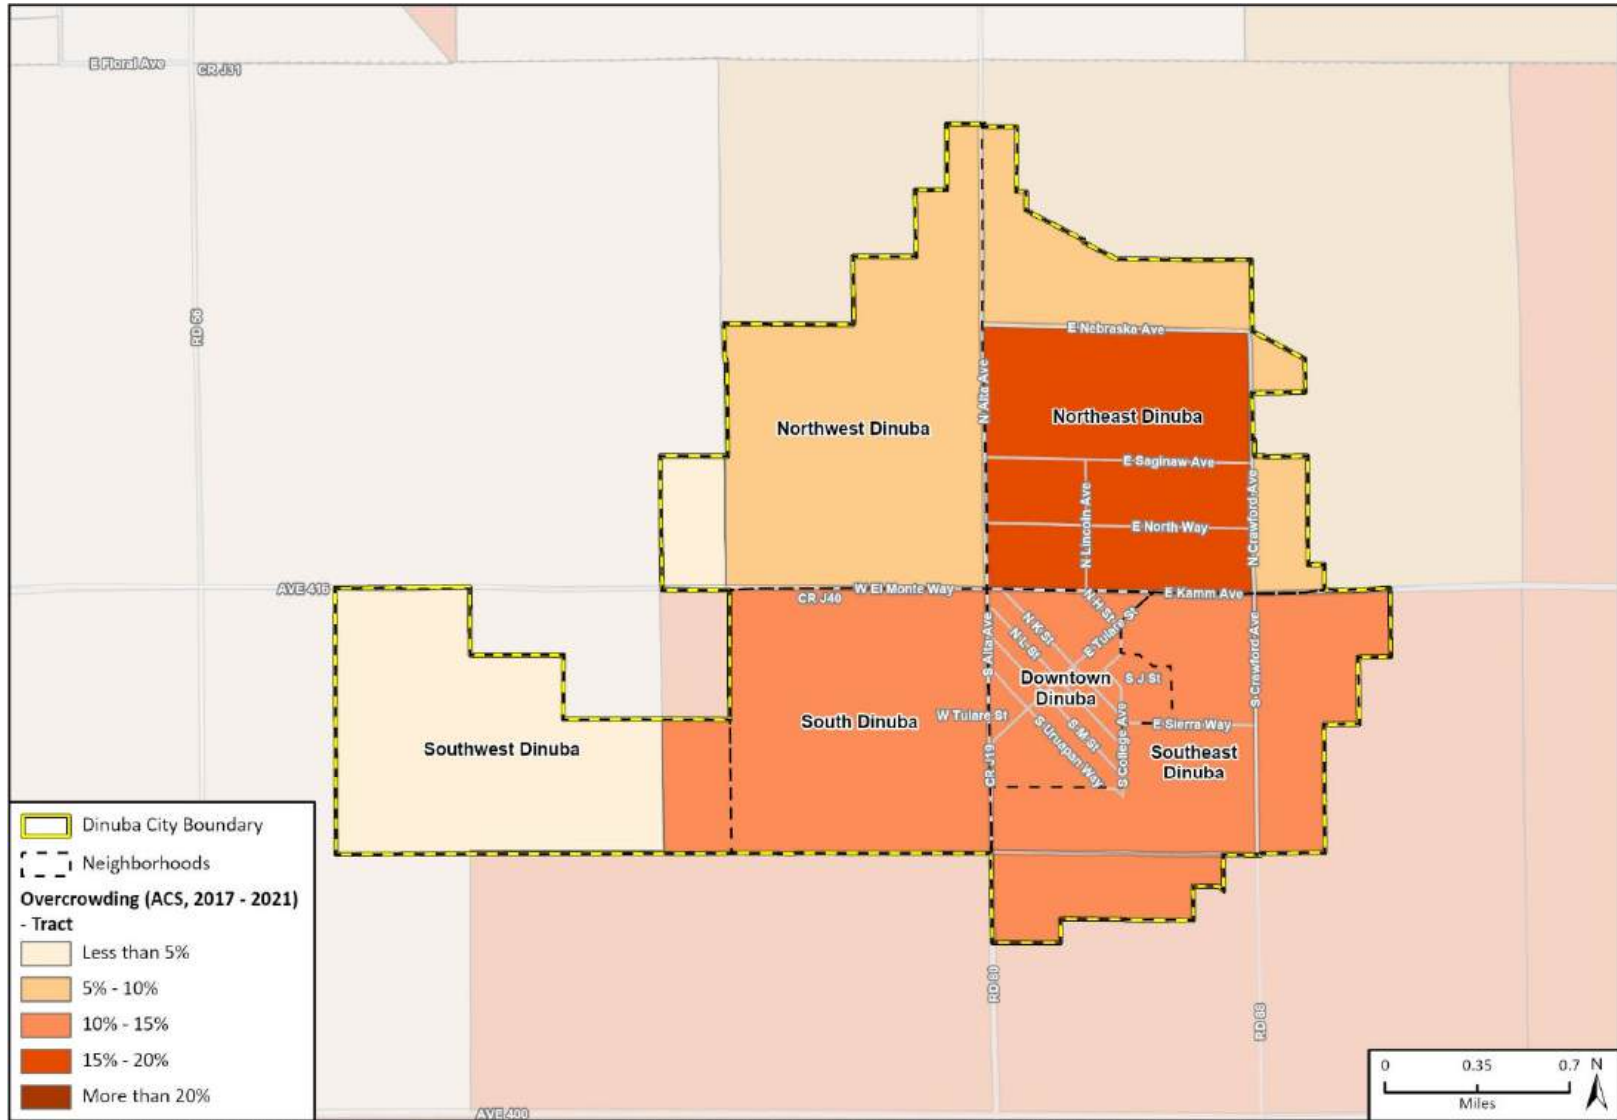 E Floral Ave
CR J31
RD 56
E Nebraska Ave
N Alta Ave
Northwest Dinuba
Northeast Dinuba
E Saginaw Ave
N Lincoln Ave
E North Way
N Crawford Ave
AVE 416
W El Monte Way
CR J40
E Kamm Ave
N H St
N K St
N L St
E Tulare St
S Alta Ave
S Crawford Ave
Downtown
Dinuba
S J St
W Tulare St
South Dinuba
E Sierra Way
S M St
S Uruapan Way
S College Ave
CR J19
Southwest Dinuba
Southeast
Dinuba
RD 80
RD 88
AVE 400
Dinuba City Boundary
Neighborhoods
Overcrowding (ACS, 2017 - 2021)
- Tract
Less than 5%
5% - 10%
10% - 15%
15% - 20%
More than 20%
0 0.35 0.7
Miles
N